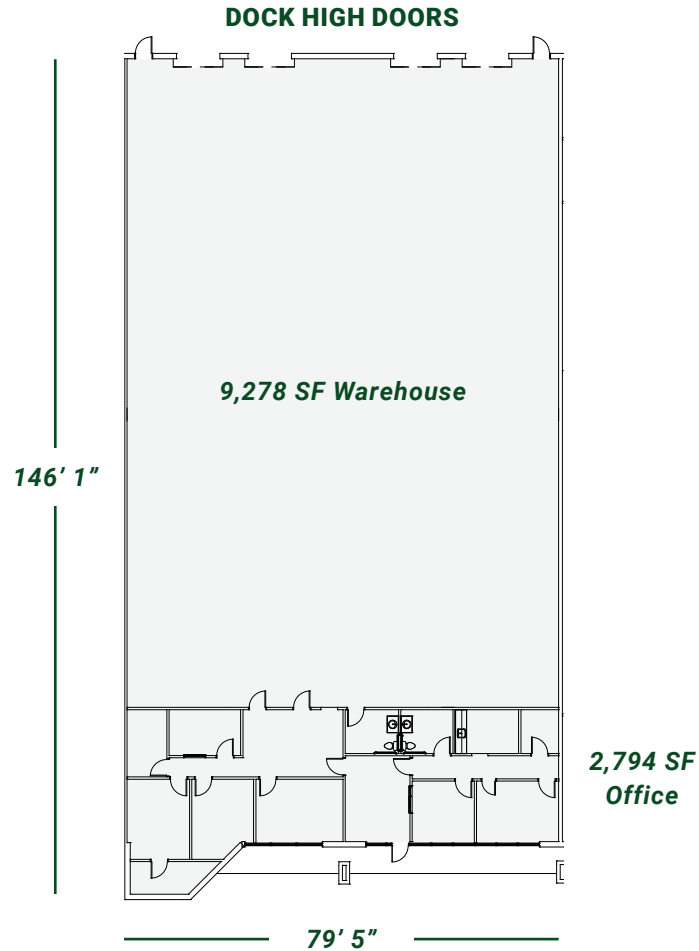 DOCK HIGH DOORS
9,278 SF Warehouse
146’ 1”
2,794 SF
Office
79’ 5”